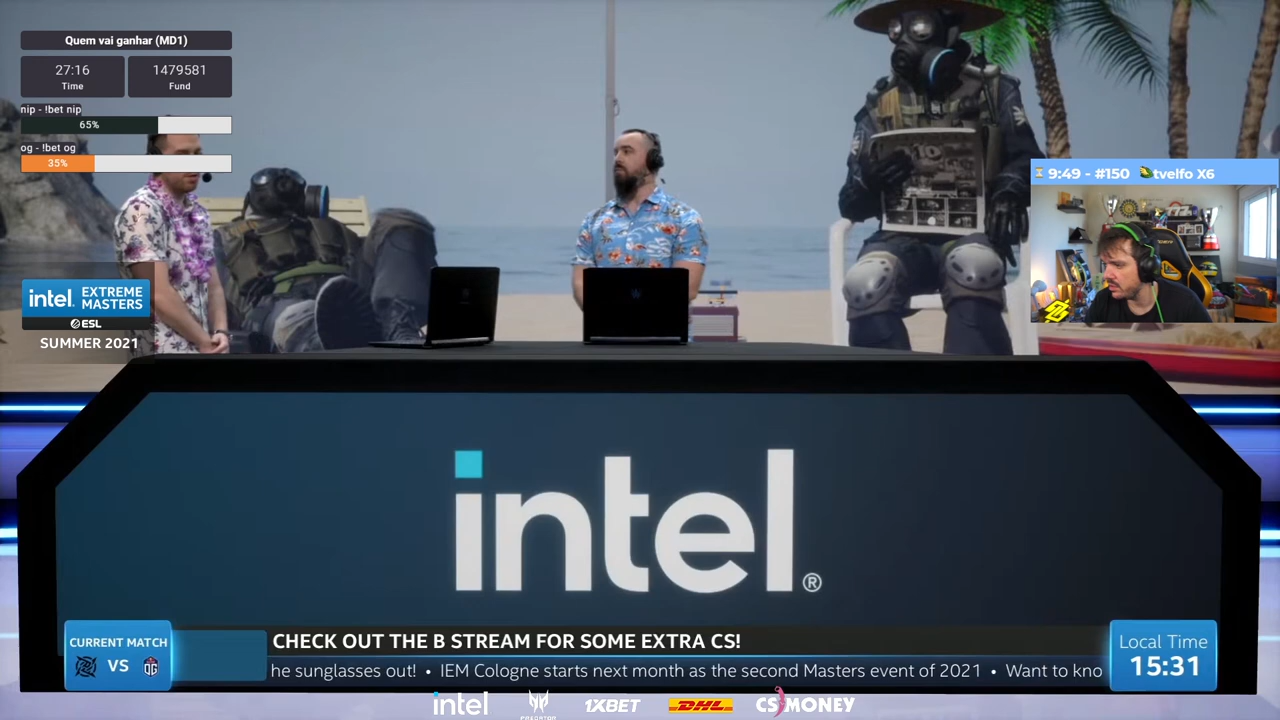 Quem vai ganhar (MD1)
27:16
Time
1479581
Fund
nip - !bet nip
65%
og - !bet og
35%
9:49 - #150 tvelfo X6
intel. EXTREME MASTERS
ESL
SUMMER 2021
intel®
CURRENT MATCH
VS OG
CHECK OUT THE B STREAM FOR SOME EXTRA CS!
he sunglasses out! • IEM Cologne starts next month as the second Masters event of 2021 • Want to kno
Local Time
15:31
intel PREDATOR 1XBET DHL CS MONEY